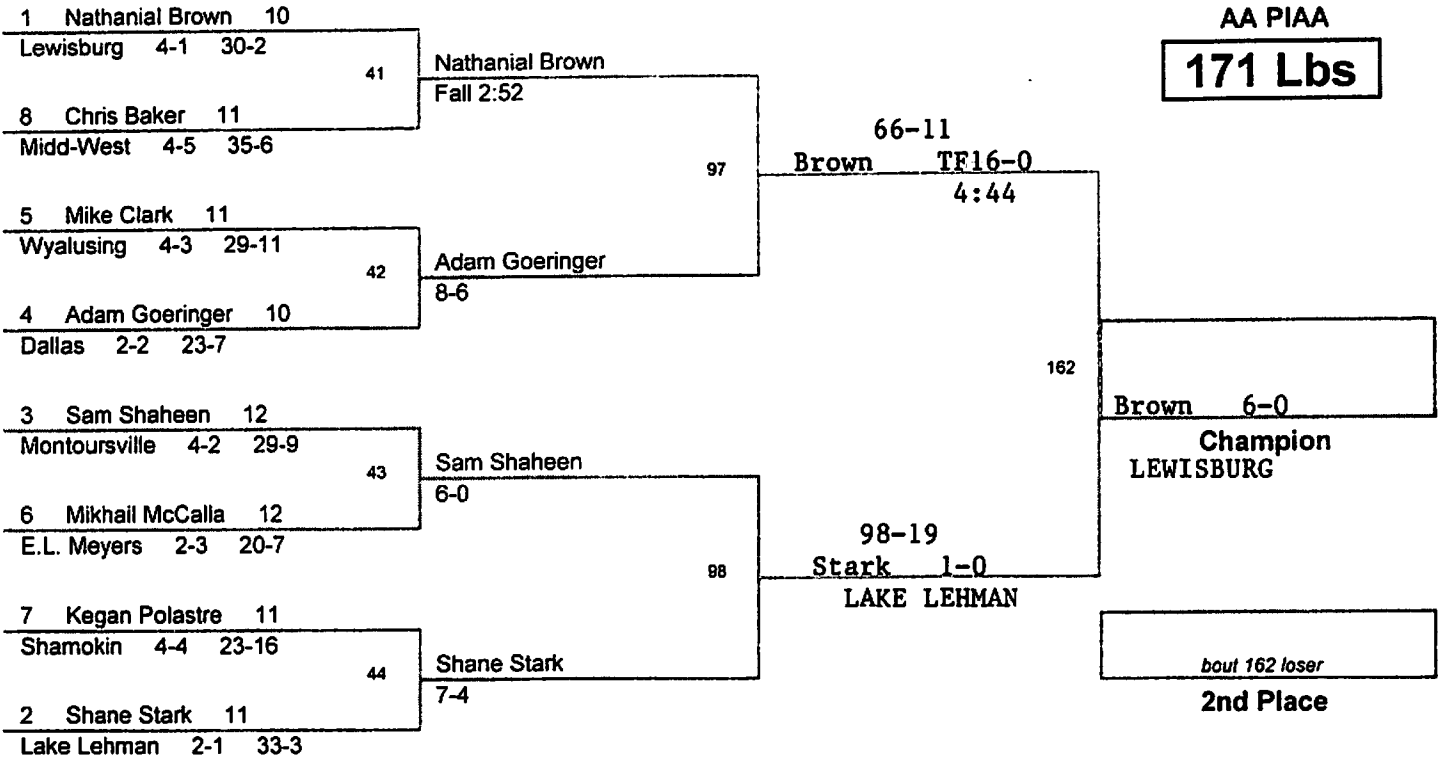 AA PIAA
171 Lbs
1 Nathanial Brown 10
Lewisburg 4-1 30-2
41
Nathanial Brown
Fall 2:52
8 Chris Baker 11
Midd-West 4-5 35-6
97
66-11
Brown TF16-0
4:44
5 Mike Clark 11
Wyalusing 4-3 29-11
42
Adam Goeringer
8-6
4 Adam Goeringer 10
Dallas 2-2 23-7
162
Brown 6-0
Champion
LEWISBURG
3 Sam Shaheen 12
Montoursville 4-2 29-9
43
Sam Shaheen
6-0
6 Mikhail McCalla 12
E.L. Meyers 2-3 20-7
98
98-19
Stark 1-0
LAKE LEHMAN
7 Kegan Polastre 11
Shamokin 4-4 23-16
44
Shane Stark
7-4
2 Shane Stark 11
Lake Lehman 2-1 33-3
bout 162 loser
2nd Place